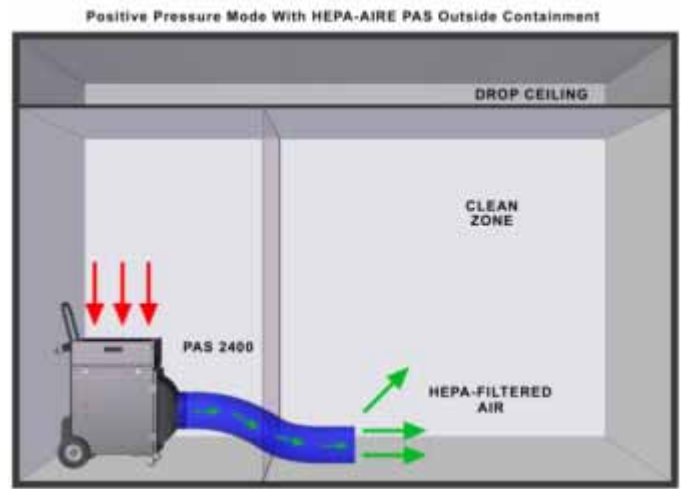 Positive Pressure Mode With HEPA-AIRE PAS Outside Containment
DROP CEILING
CLEAN
ZONE
PAS 2400
HEPA-FILTERED
AIR